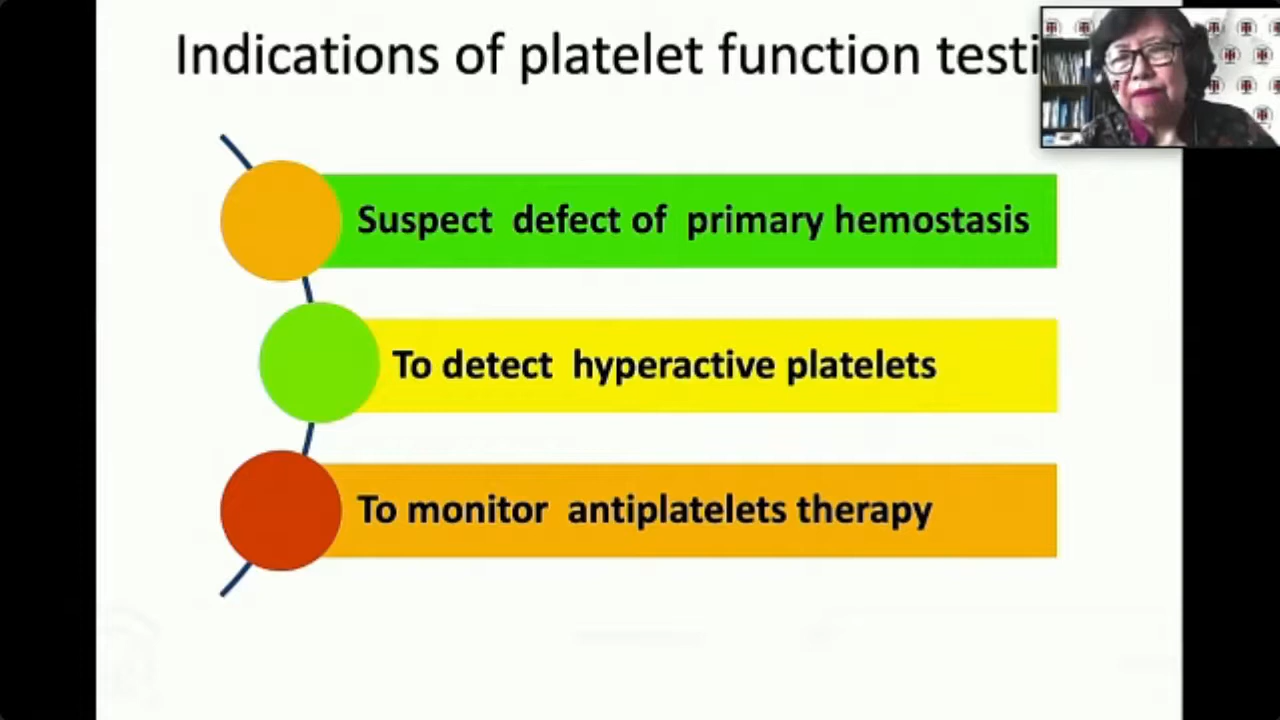 Indications of platelet function testi
Suspect defect of primary hemostasis
To detect hyperactive platelets
To monitor antiplatelets therapy